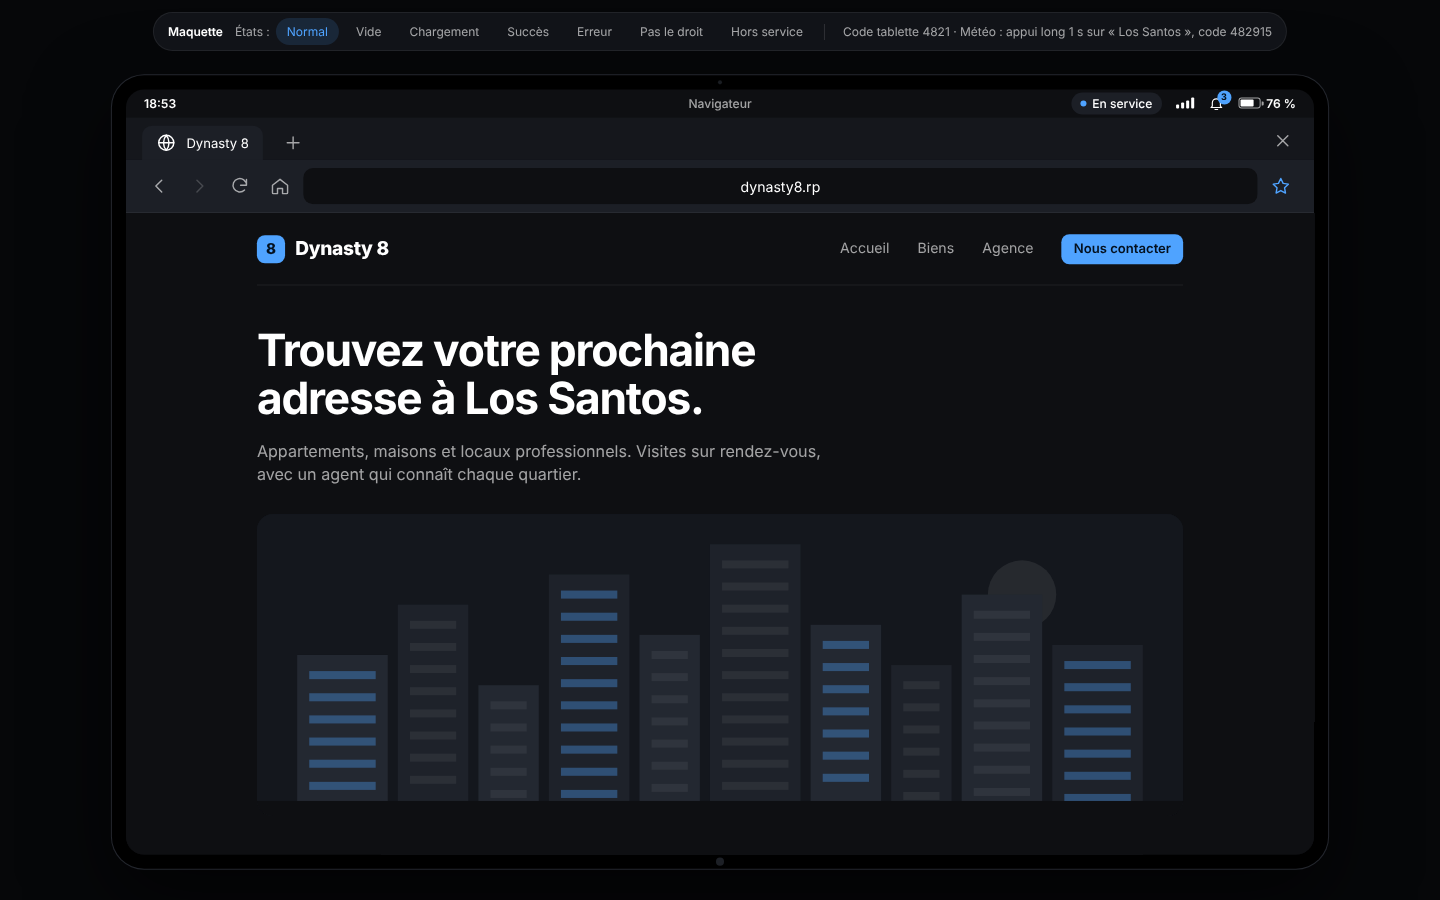 Maquette États : Normal Vide Chargement Succès Erreur Pas le droit Hors service Code tablette 4821 · Météo : appui long 1 s sur « Los Santos », code 482915
18:53 Navigateur En service 3 76 %
Dynasty 8
dynasty8.rp
8 Dynasty 8 Accueil Biens Agence Nous contacter
Trouvez votre prochaine
adresse à Los Santos.
Appartements, maisons et locaux professionnels. Visites sur rendez-vous,
avec un agent qui connaît chaque quartier.